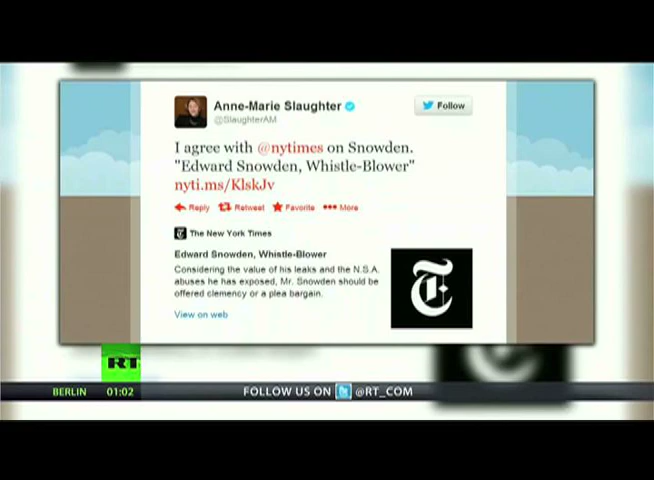 Anne-Marie Slaughter
@SlaughterAM
Follow
I agree with @nytimes on Snowden.
"Edward Snowden, Whistle-Blower"
nyti.ms/KlskJv
Reply Retweet Favorite More
The New York Times
Edward Snowden, Whistle-Blower
Considering the value of his leaks and the N.S.A.
abuses he has exposed, Mr. Snowden should be
offered clemency or a plea bargain.
View on web
RT
BERLIN 01:02 FOLLOW US ON @RT_COM